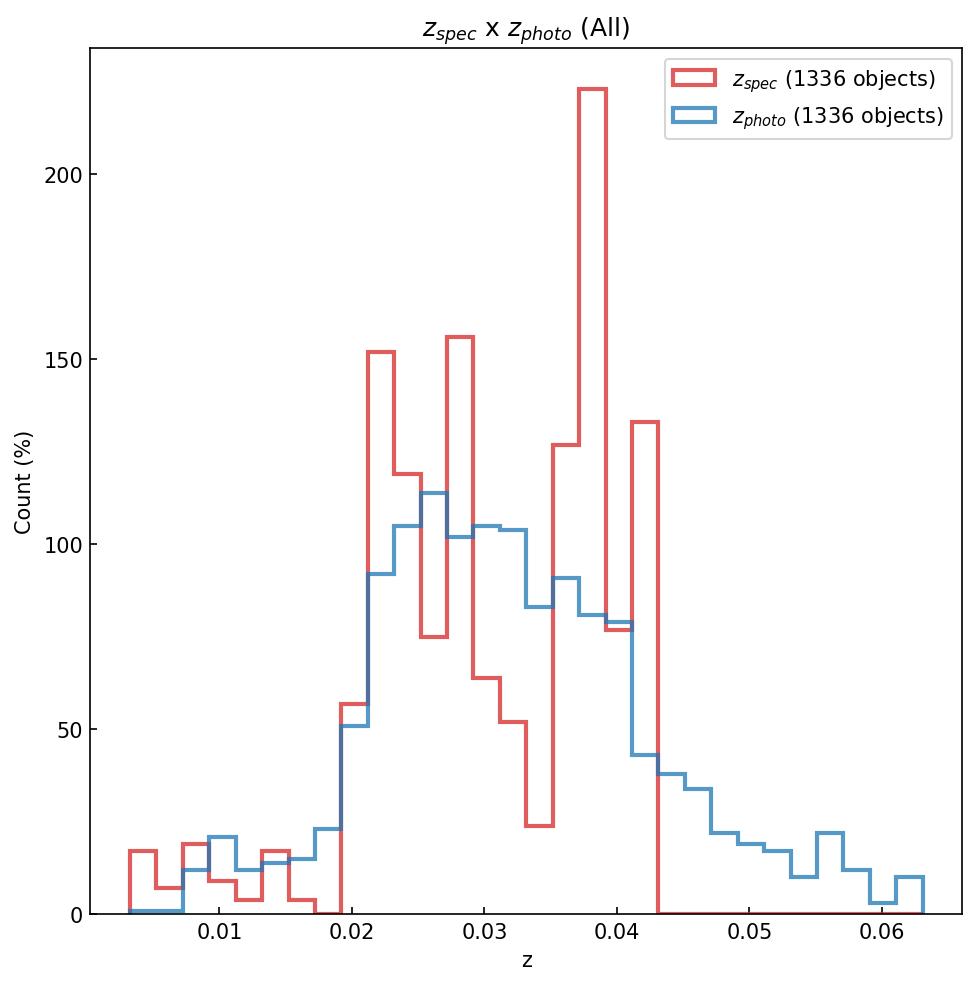 z_spec x z_photo (All)
z_spec (1336 objects)
z_photo (1336 objects)
200
150
100
50
0
Count (%)
0.01 0.02 0.03 0.04 0.05 0.06
z